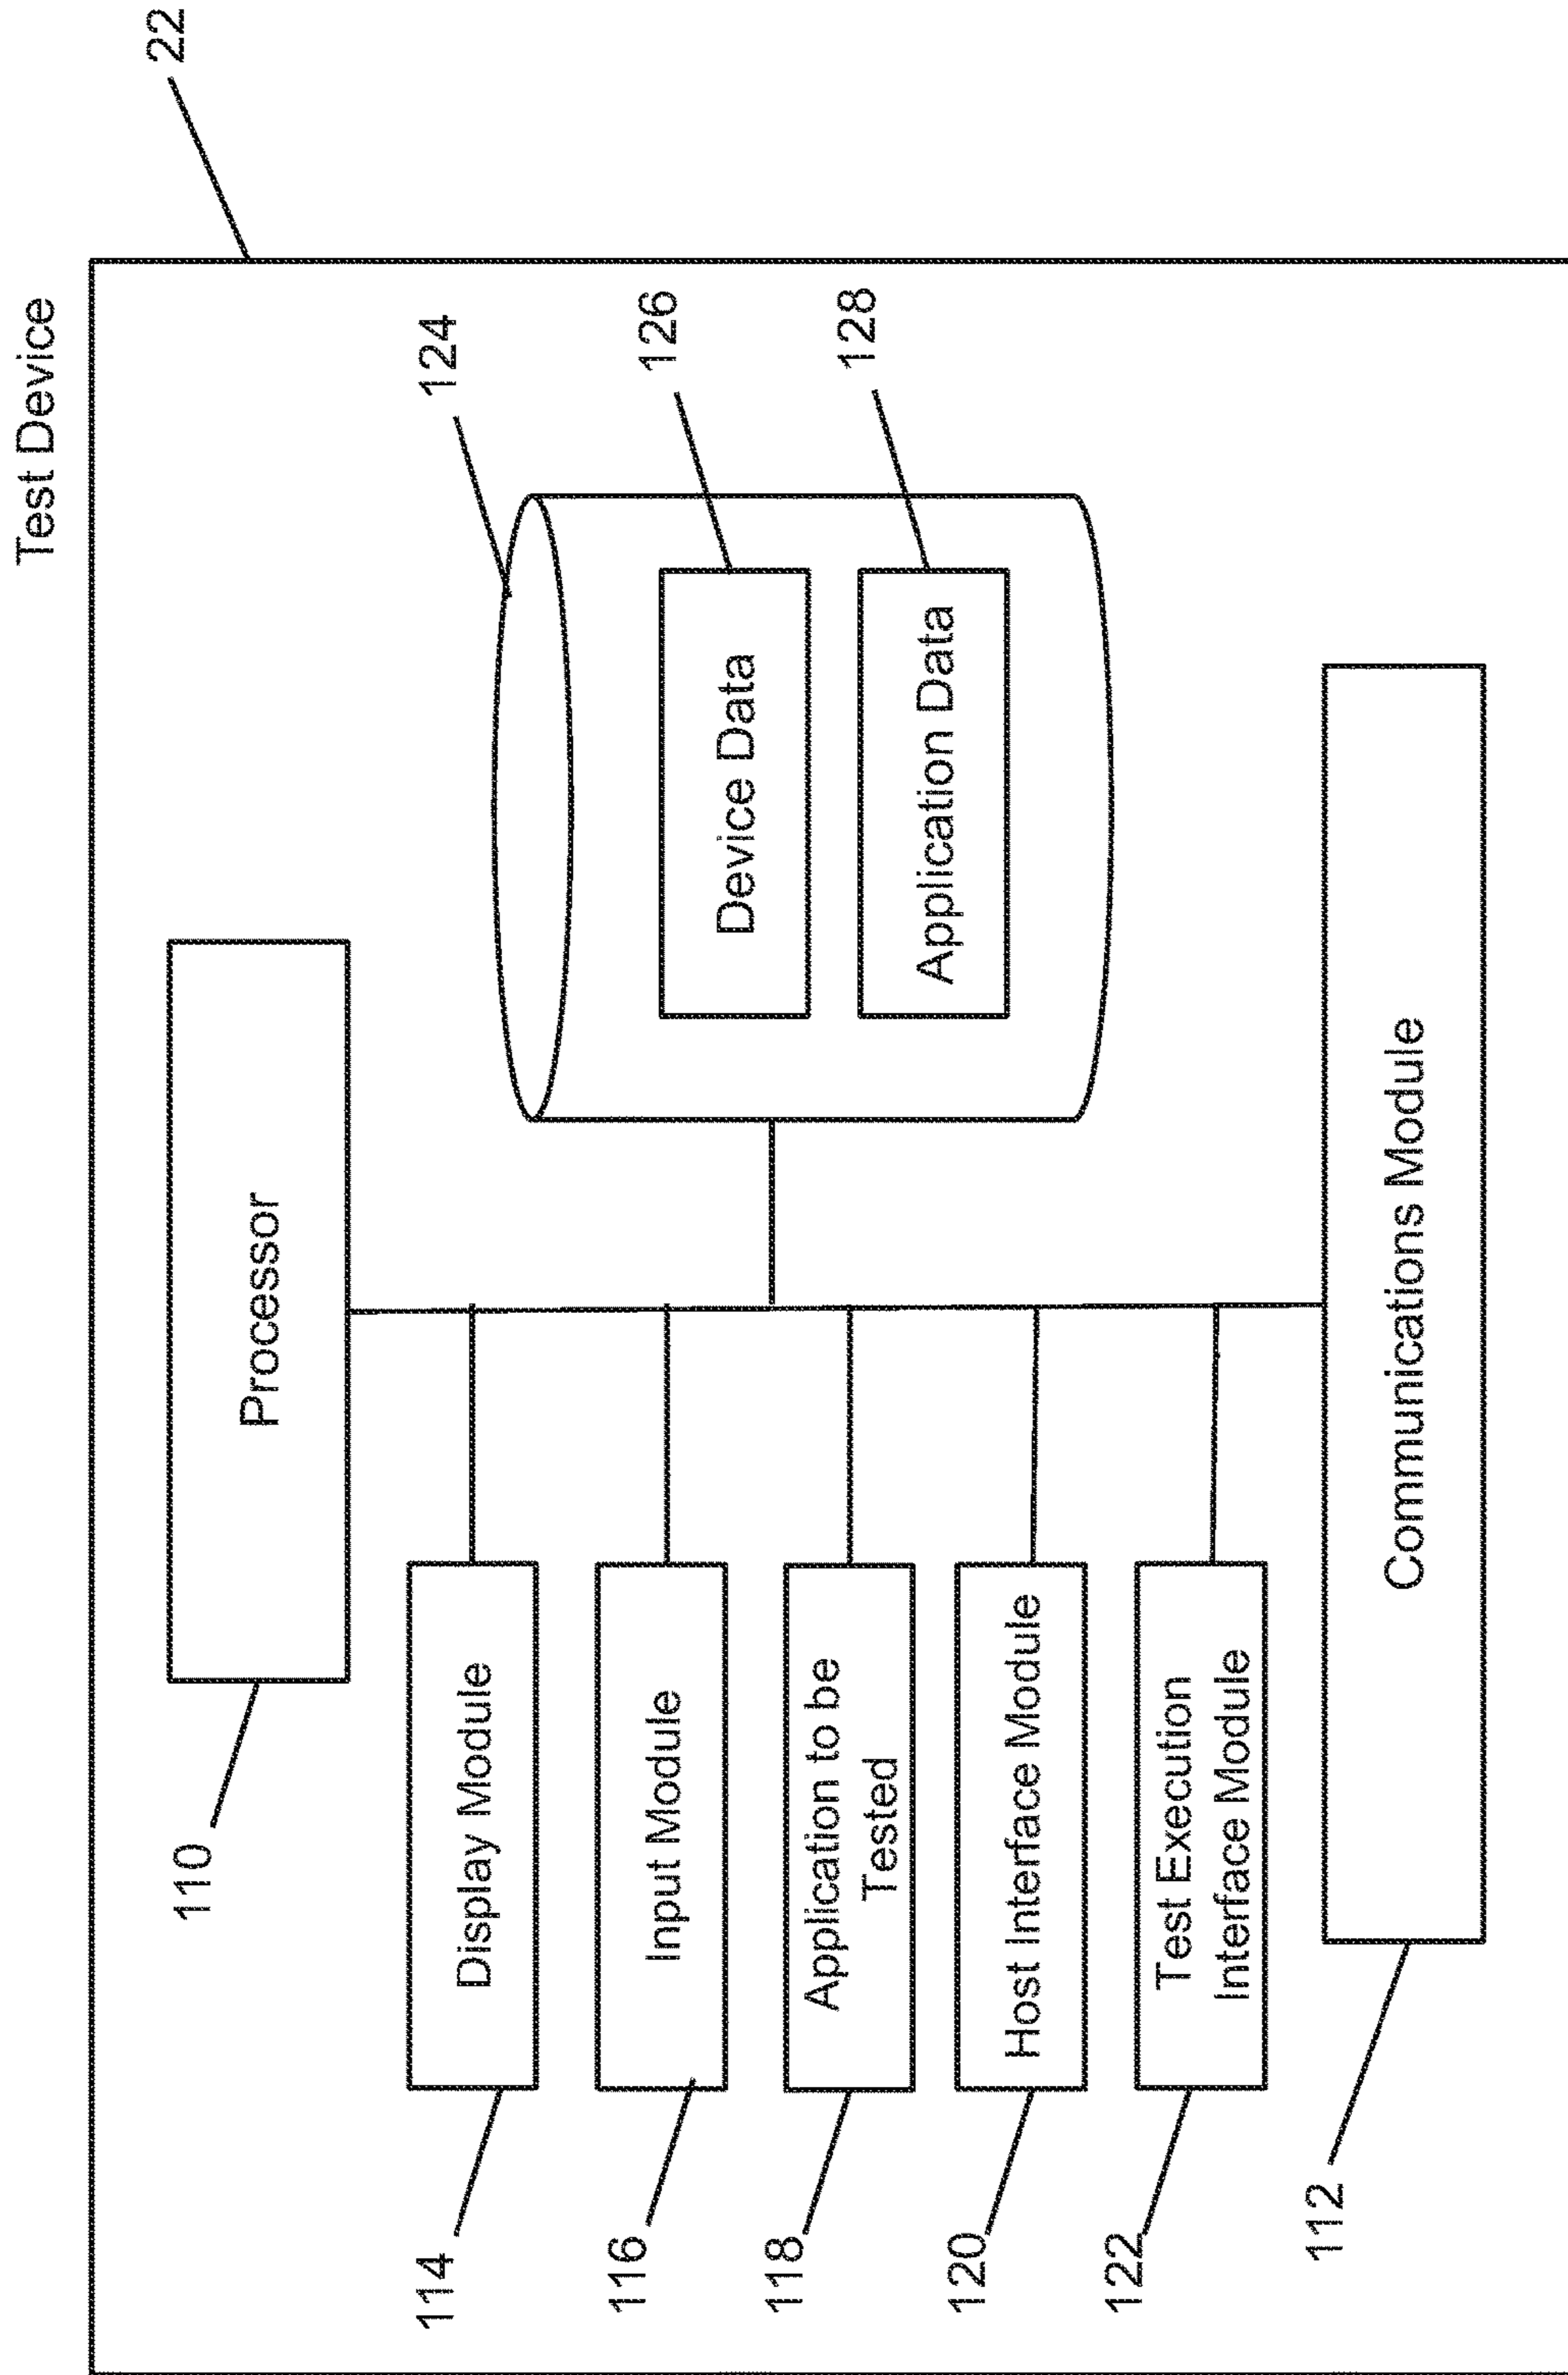 Test Device
22
Processor
110
Display Module
114
Input Module
116
Application to be
Tested
118
Host Interface Module
120
Test Execution
Interface Module
122
124
Device Data
126
Application Data
128
Communications Module
112